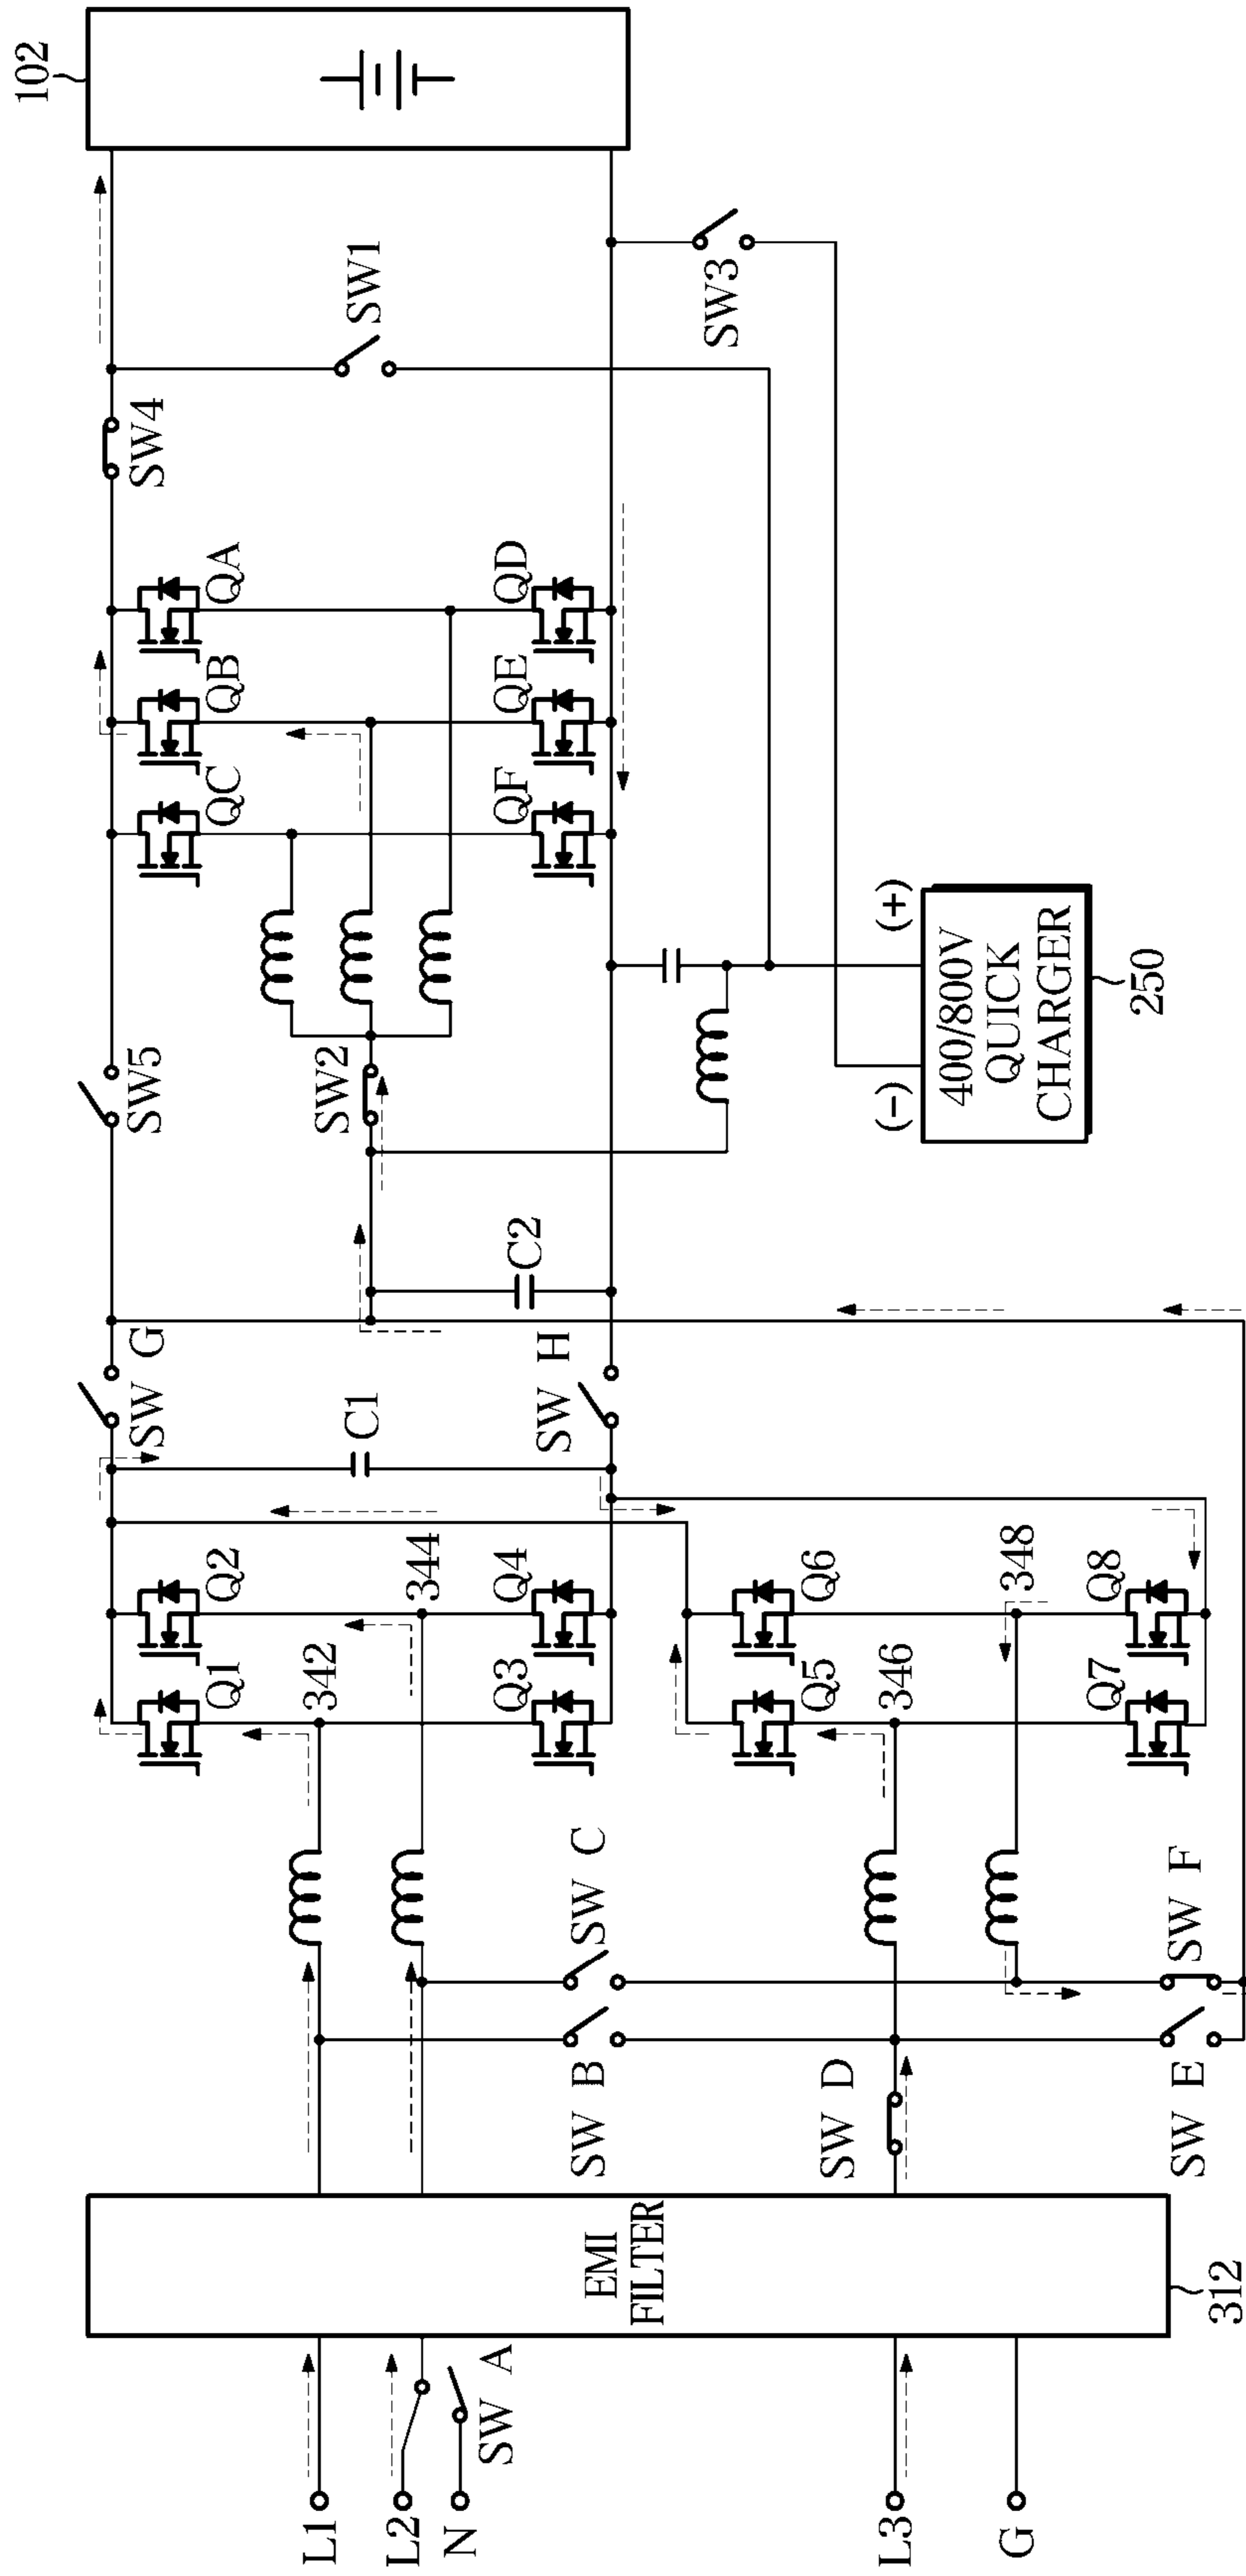 102
SW1
SW3
SW4
QA
QB
QC
QD
QE
QF
SW5
SW2
(+)
(-)
400/800V
QUICK
CHARGER
250
C2
SW G
SW H
C1
Q2
344
Q4
Q1
342
Q3
Q6
348
Q8
Q5
346
Q7
SW C
SW B
SW F
SW E
SW D
EMI
FILTER
312
L1
L2
N
SW A
L3
G